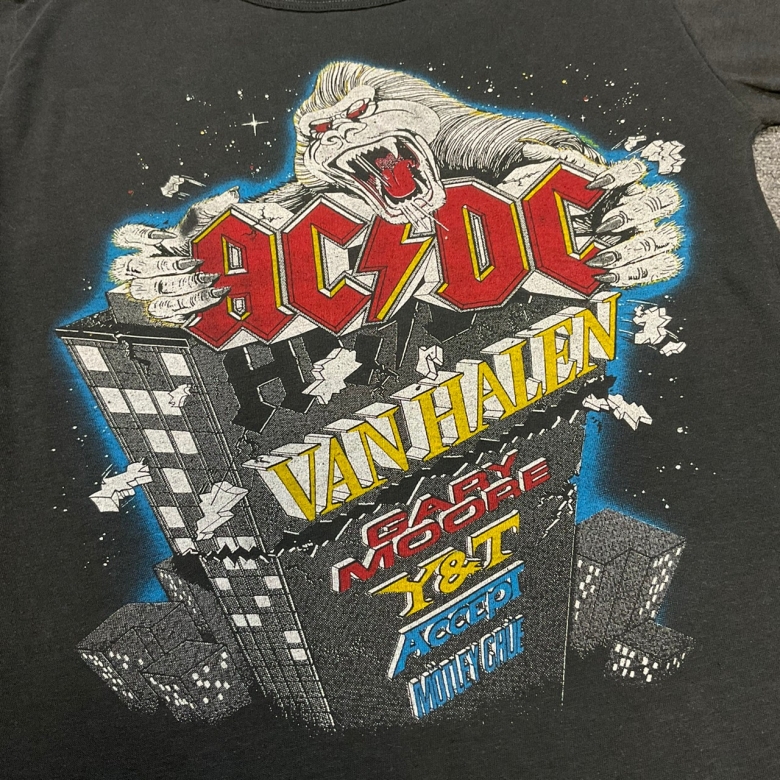 AC⚡DC
VAN HALEN
GARY
MOORE
Y&T
ACCEPT
MÖTLEY CRÜE